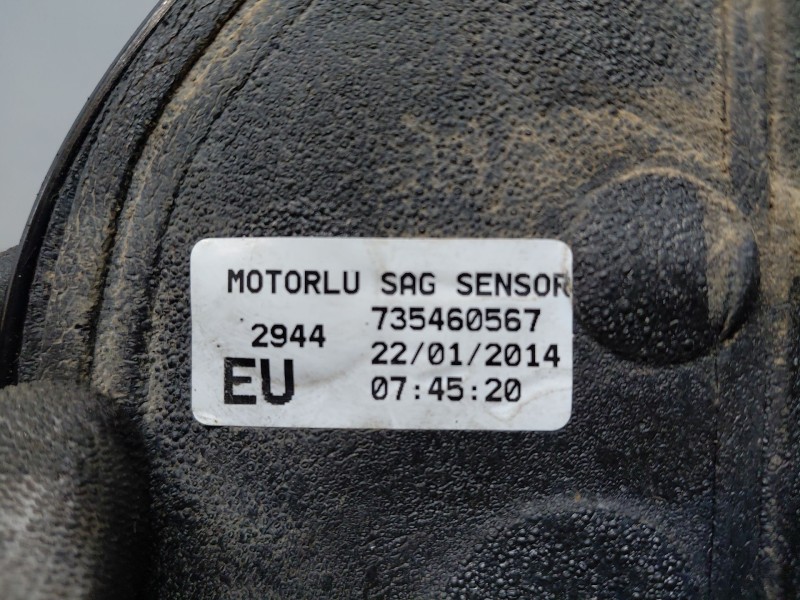 MOTORLU SAG SENSOR
735460567
2944
22/01/2014
EU
07:45:20